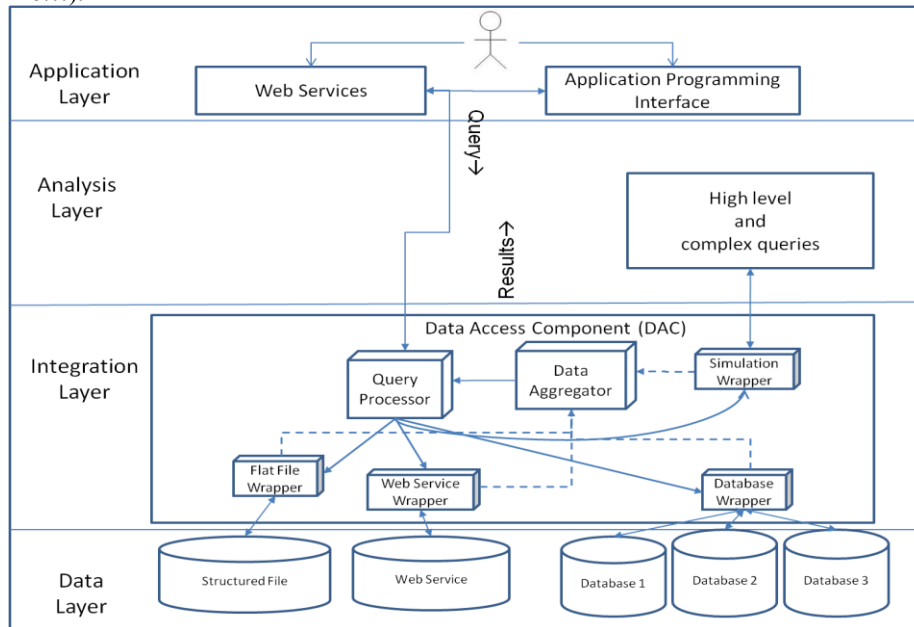 Application
Layer
Web Services
Application Programming
Interface
Query→
Analysis
Layer
High level
and
complex queries
Results→
Data Access Component (DAC)
Integration
Layer
Query
Processor
Data
Aggregator
Simulation
Wrapper
Flat File
Wrapper
Web Service
Wrapper
Database
Wrapper
Data
Layer
Structured File
Web Service
Database 1
Database 2
Database 3